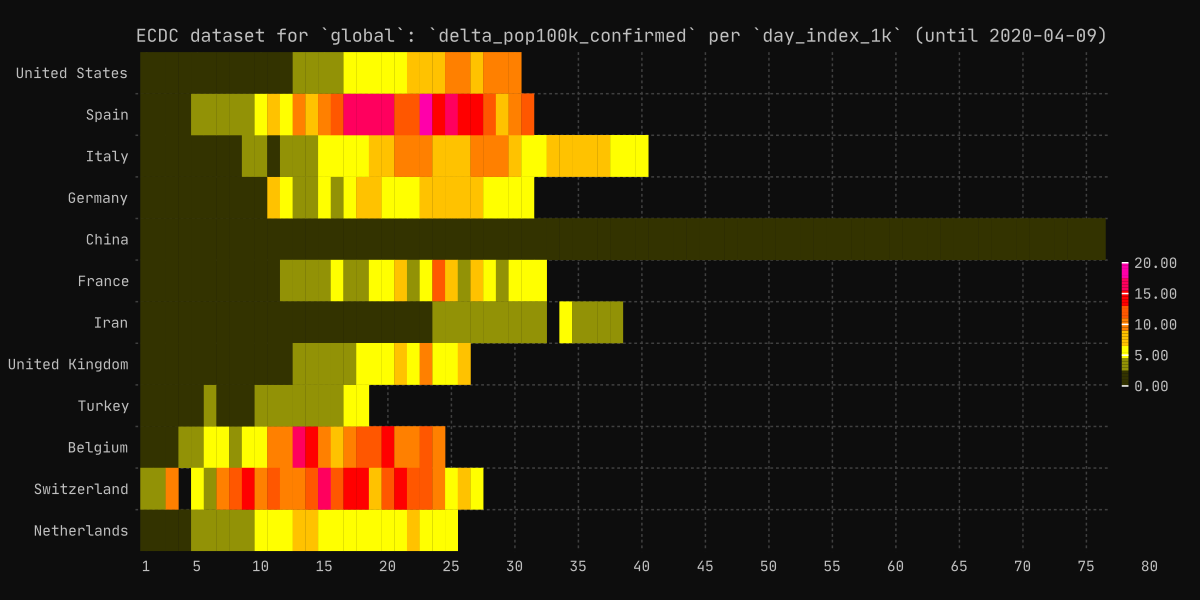 ECDC dataset for `global`: `delta_pop100k_confirmed` per `day_index_1k` (until 2020-04-09)
United States
Spain
Italy
Germany
China
France
Iran
United Kingdom
Turkey
Belgium
Switzerland
Netherlands
20.00
15.00
10.00
5.00
0.00
1 5 10 15 20 25 30 35 40 45 50 55 60 65 70 75 80